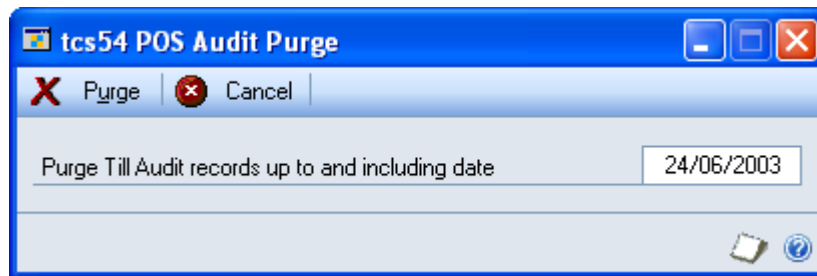 tcs54 POS Audit Purge
Purge Cancel
Purge Till Audit records up to and including date 24/06/2003